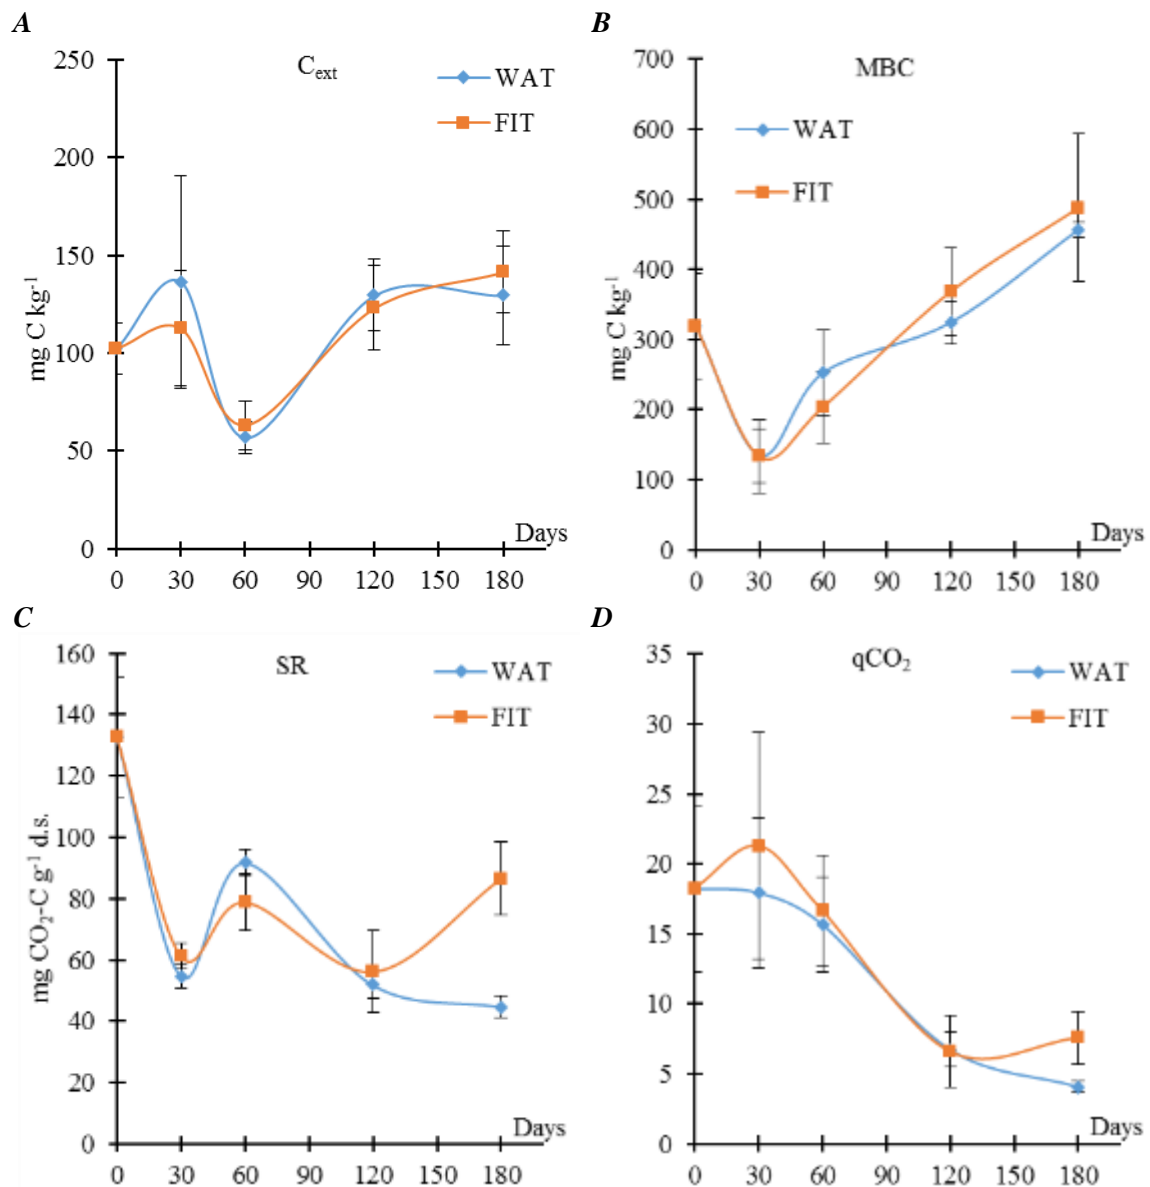 A
C_ext
WAT
FIT
mg C kg⁻¹
250
200
150
100
50
0
Days
0 30 60 90 120 150 180
B
MBC
WAT
FIT
mg C kg⁻¹
700
600
500
400
300
200
100
0
Days
0 30 60 90 120 150 180
C
SR
WAT
FIT
mg CO₂-C g⁻¹ d.s.
160
140
120
100
80
60
40
20
0
Days
0 30 60 90 120 150 180
D
qCO₂
WAT
FIT
35
30
25
20
15
10
5
0
Days
0 30 60 90 120 150 180